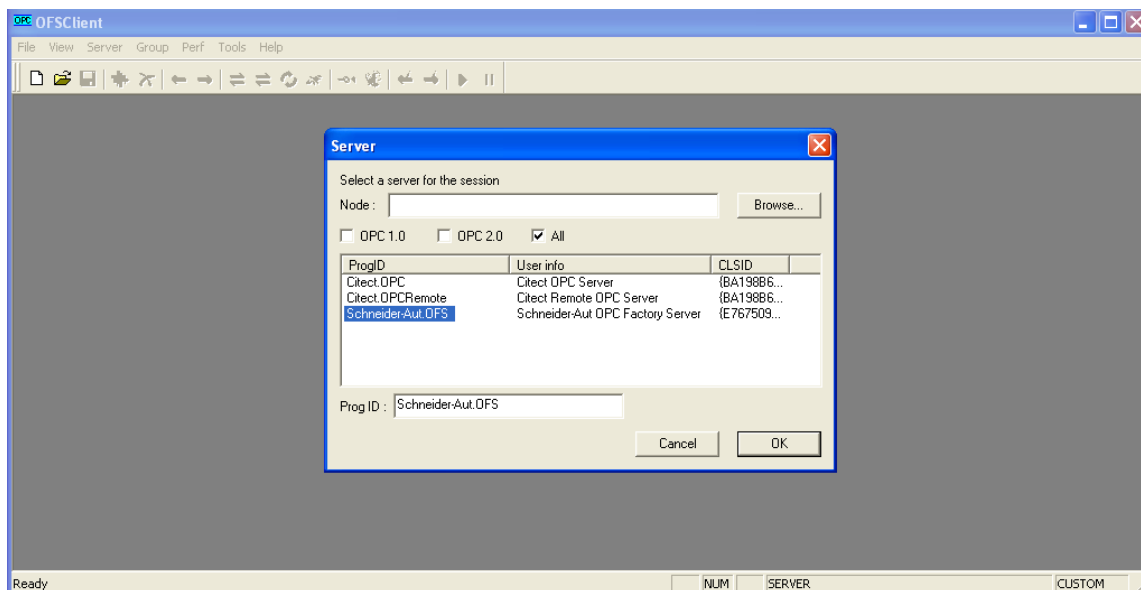 OPC OFSClient
File View Server Group Perf Tools Help
Server
Select a server for the session
Node :
Browse...
OPC 1.0 OPC 2.0 All
ProgID User info CLSID
Citect.OPC Citect OPC Server {BA198B6...
Citect.OPCRemote Citect Remote OPC Server {BA198B6...
Schneider-Aut.OFS Schneider-Aut OPC Factory Server {E767509...
Prog ID : Schneider-Aut.OFS
Cancel OK
Ready NUM SERVER CUSTOM